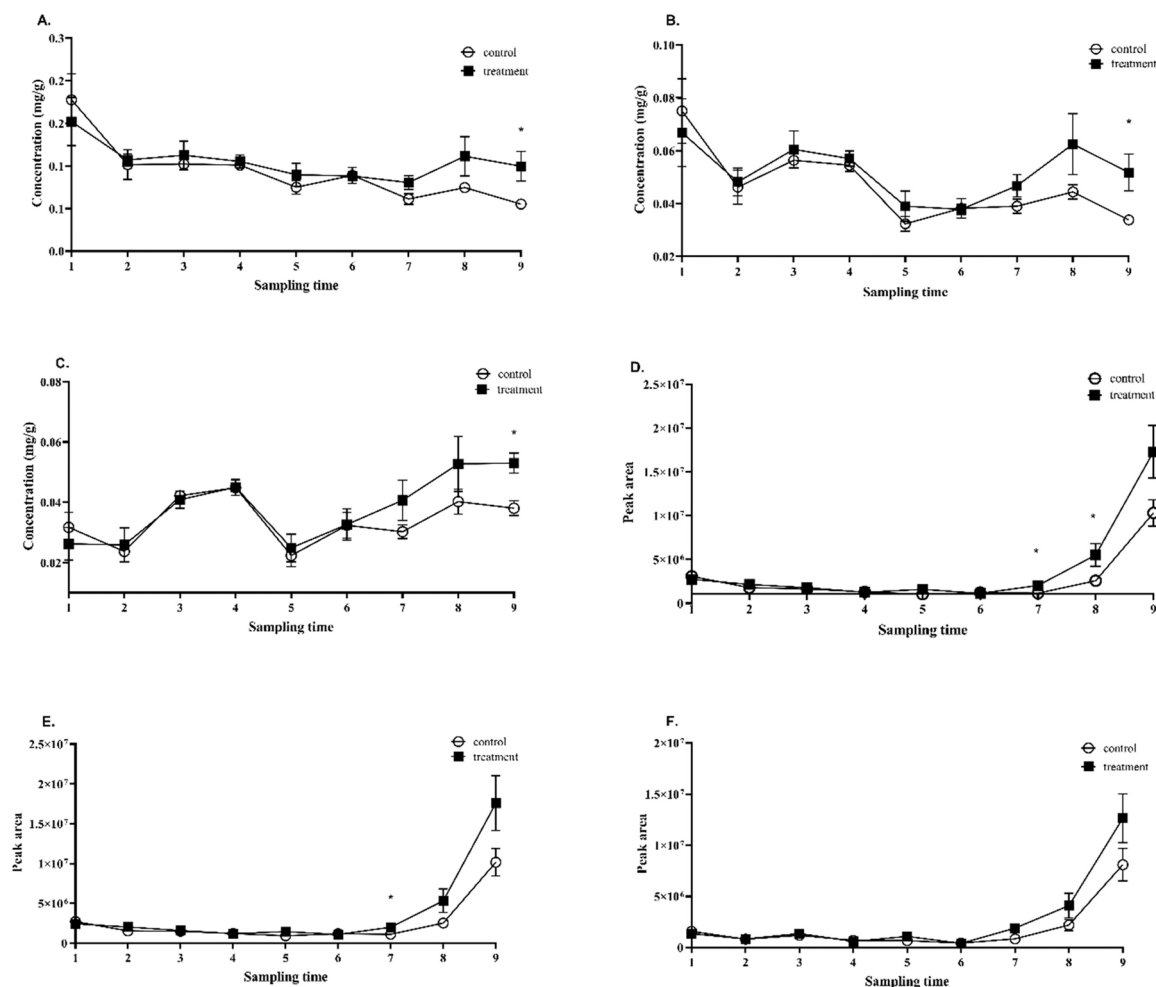 A.
control
treatment
0.3
0.2
0.2
0.1
0.1
0.0
Concentration (mg/g)
*
1 2 3 4 5 6 7 8 9
Sampling time
B.
control
treatment
0.10
0.08
0.06
0.04
0.02
Concentration (mg/g)
*
1 2 3 4 5 6 7 8 9
Sampling time
C.
control
treatment
0.08
0.06
0.04
0.02
Concentration (mg/g)
*
1 2 3 4 5 6 7 8 9
Sampling time
D.
control
treatment
2.5×10⁷
2×10⁷
1.5×10⁷
1×10⁷
5×10⁶
0
Peak area
* *
1 2 3 4 5 6 7 8 9
Sampling time
E.
control
treatment
2.5×10⁷
2×10⁷
1.5×10⁷
1×10⁷
5×10⁶
0
Peak area
*
1 2 3 4 5 6 7 8 9
Sampling time
F.
control
treatment
2×10⁷
1.5×10⁷
1×10⁷
5×10⁶
0
Peak area
1 2 3 4 5 6 7 8 9
Sampling time